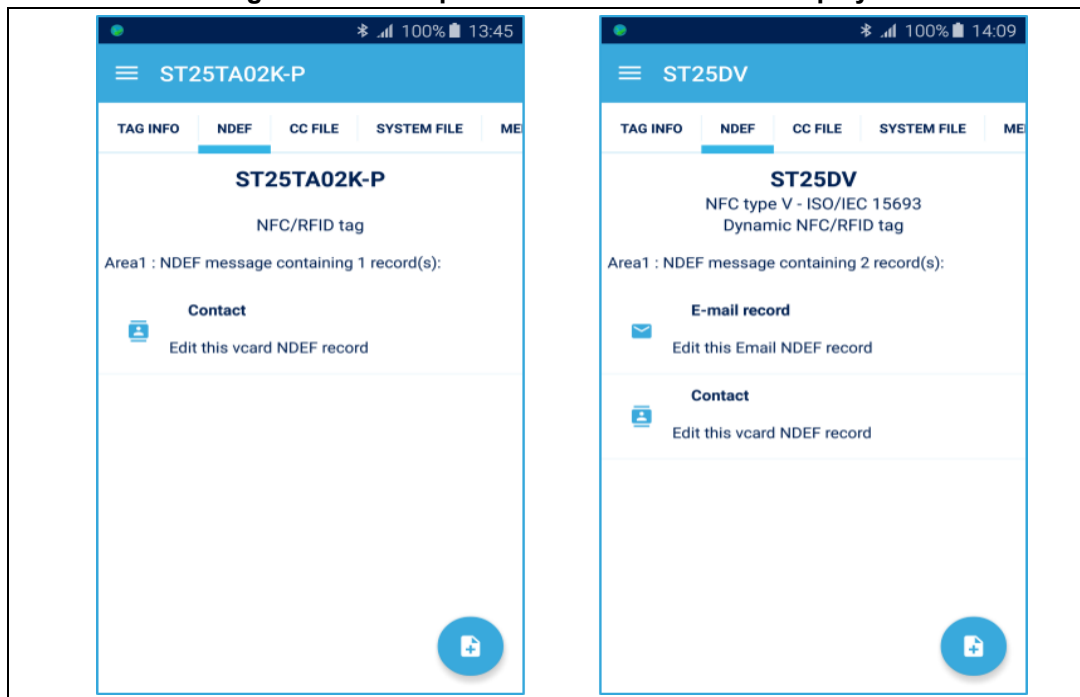 100% 13:45
ST25TA02K-P
TAG INFO NDEF CC FILE SYSTEM FILE ME
ST25TA02K-P
NFC/RFID tag
Area1 : NDEF message containing 1 record(s):
Contact
Edit this vcard NDEF record
100% 14:09
ST25DV
TAG INFO NDEF CC FILE SYSTEM FILE ME
ST25DV
NFC type V - ISO/IEC 15693
Dynamic NFC/RFID tag
Area1 : NDEF message containing 2 record(s):
E-mail record
Edit this Email NDEF record
Contact
Edit this vcard NDEF record